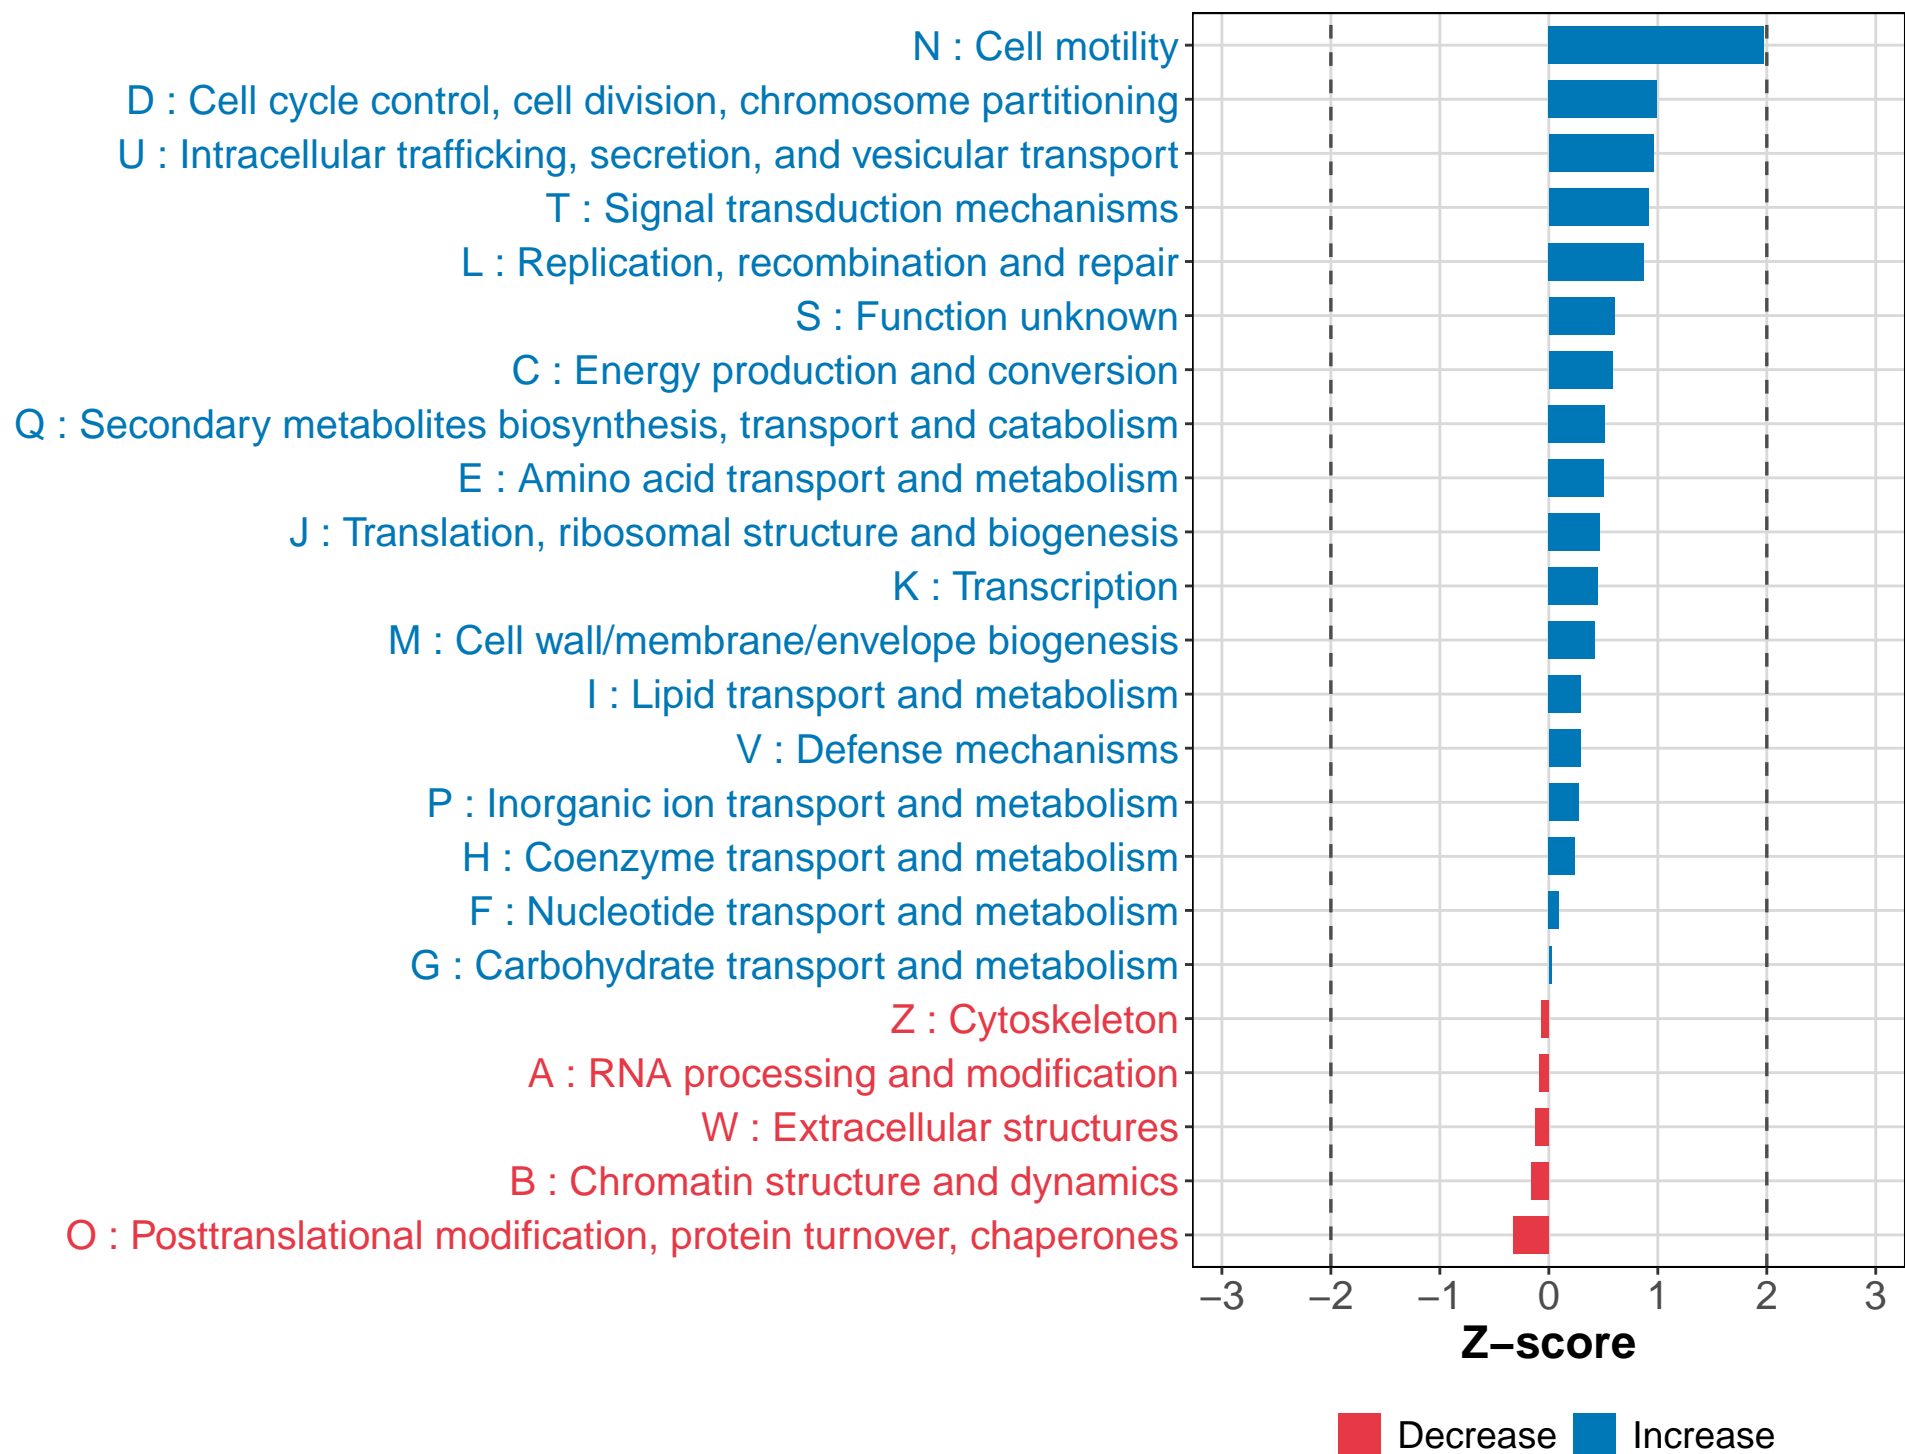 N : Cell motility
D : Cell cycle control, cell division, chromosome partitioning
U : Intracellular trafficking, secretion, and vesicular transport
T : Signal transduction mechanisms
L : Replication, recombination and repair
S : Function unknown
C : Energy production and conversion
Q : Secondary metabolites biosynthesis, transport and catabolism
E : Amino acid transport and metabolism
J : Translation, ribosomal structure and biogenesis
K : Transcription
M : Cell wall/membrane/envelope biogenesis
I : Lipid transport and metabolism
V : Defense mechanisms
P : Inorganic ion transport and metabolism
H : Coenzyme transport and metabolism
F : Nucleotide transport and metabolism
G : Carbohydrate transport and metabolism
Z : Cytoskeleton
A : RNA processing and modification
W : Extracellular structures
B : Chromatin structure and dynamics
O : Posttranslational modification, protein turnover, chaperones
−3 −2 −1 0 1 2 3
Z−score
Decrease Increase